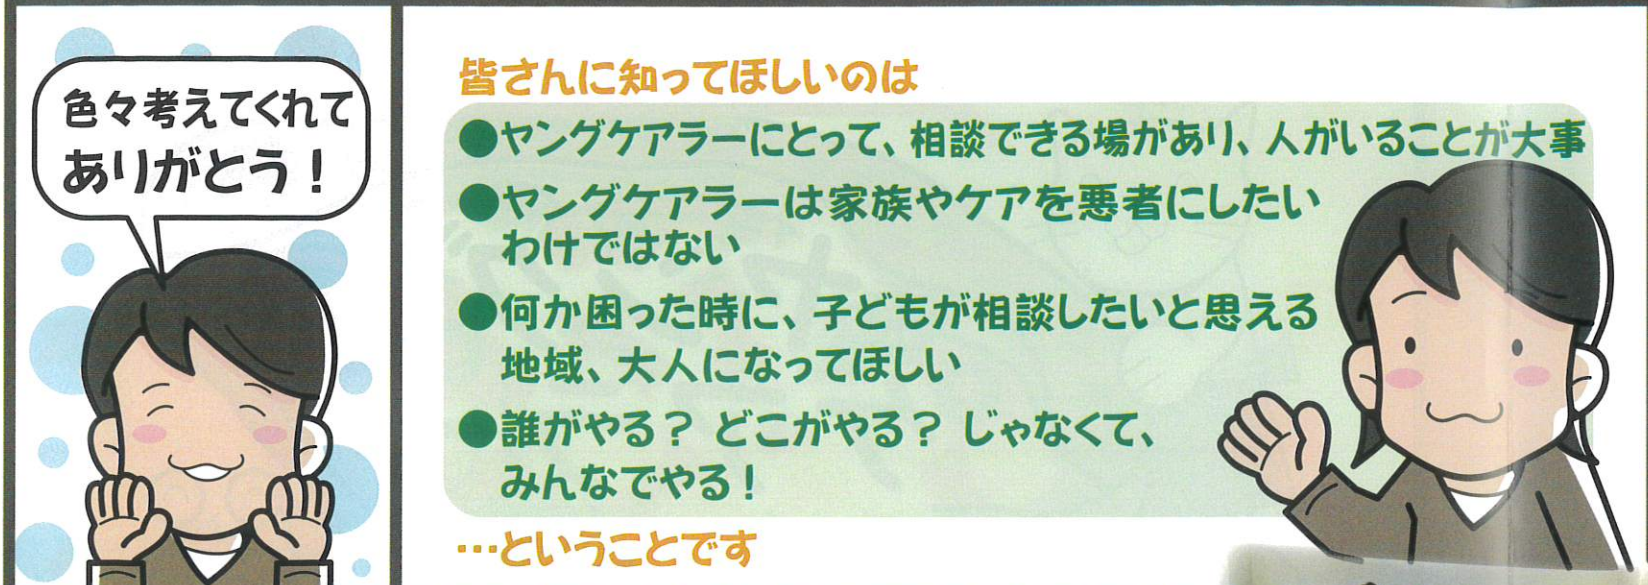 色々考えてくれて
ありがとう！
皆さんに知ってほしいのは
●ヤングケアラーにとって、相談できる場があり、人がいることが大事
●ヤングケアラーは家族やケアを悪者にしたい
わけではない
●何か困った時に、子どもが相談したいと思える
地域、大人になってほしい
●誰がやる？ どこがやる？ じゃなくて、
みんなでやる！
…ということです